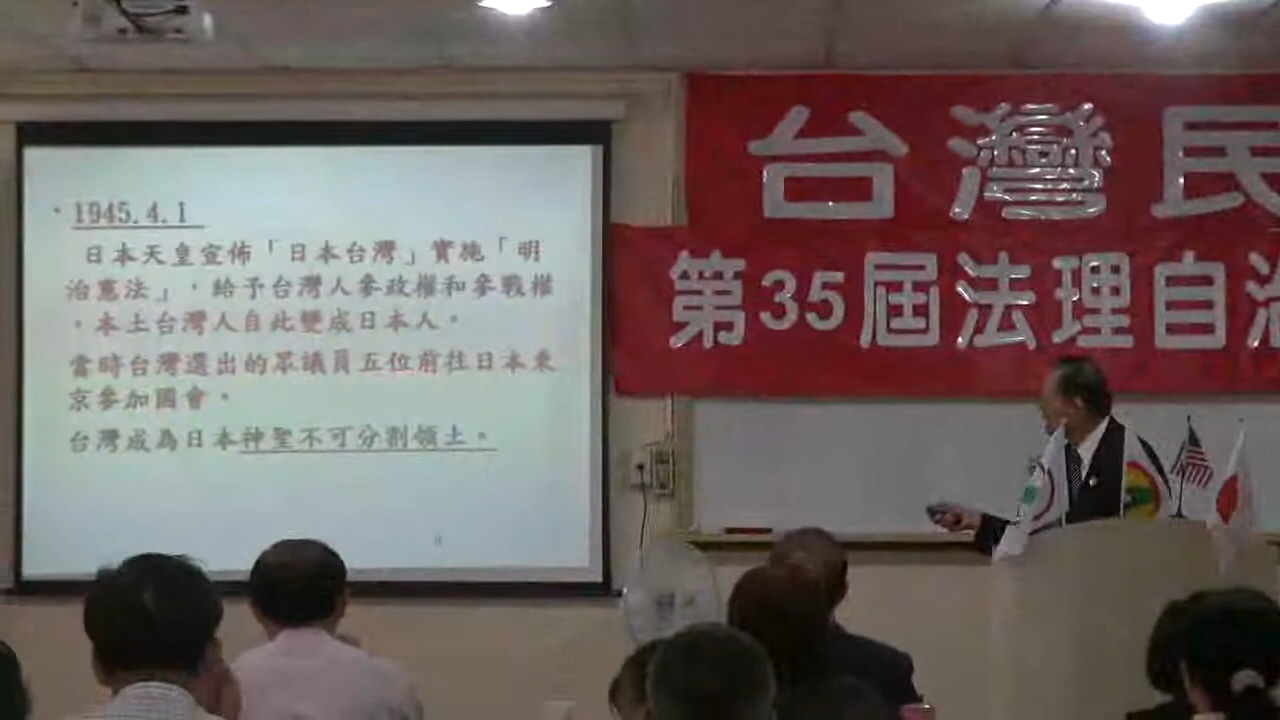 1945.4.1
日本天皇宣佈「日本台灣」實施「明
治憲法」，給予台灣人參政權和參戰權
。本土台灣人自此變成日本人。
當時台灣選出的眾議員五位前往日本東
京參加國會。
台灣成為日本神聖不可分割領土。
台灣民
第35屆法理自治